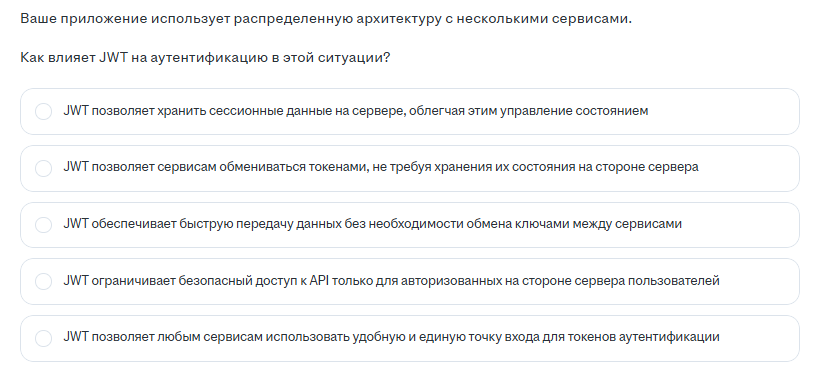 Ваше приложение использует распределенную архитектуру с несколькими сервисами.
Как влияет JWT на аутентификацию в этой ситуации?
JWT позволяет хранить сессионные данные на сервере, облегчая этим управление состоянием
JWT позволяет сервисам обмениваться токенами, не требуя хранения их состояния на стороне сервера
JWT обеспечивает быструю передачу данных без необходимости обмена ключами между сервисами
JWT ограничивает безопасный доступ к API только для авторизованных на стороне сервера пользователей
JWT позволяет любым сервисам использовать удобную и единую точку входа для токенов аутентификации